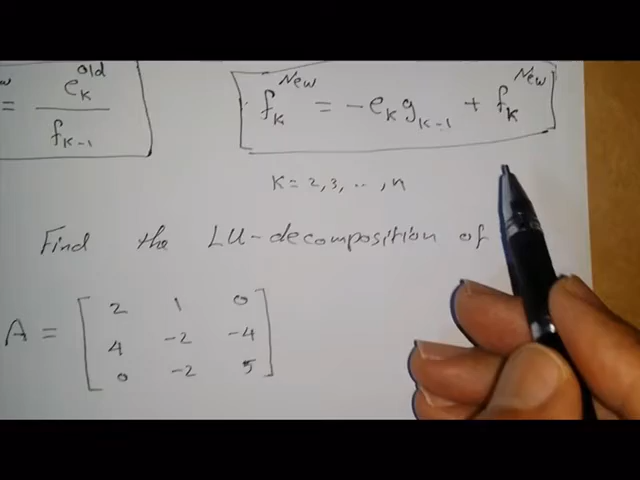 w = e_k^old / f_{k-1}
f_k^New = -e_k g_{k-1} + f_k^New
K = 2, 3, ..., n
Find the LU-decomposition of
A = [ 2 1 0
4 -2 -4
0 -2 5 ]